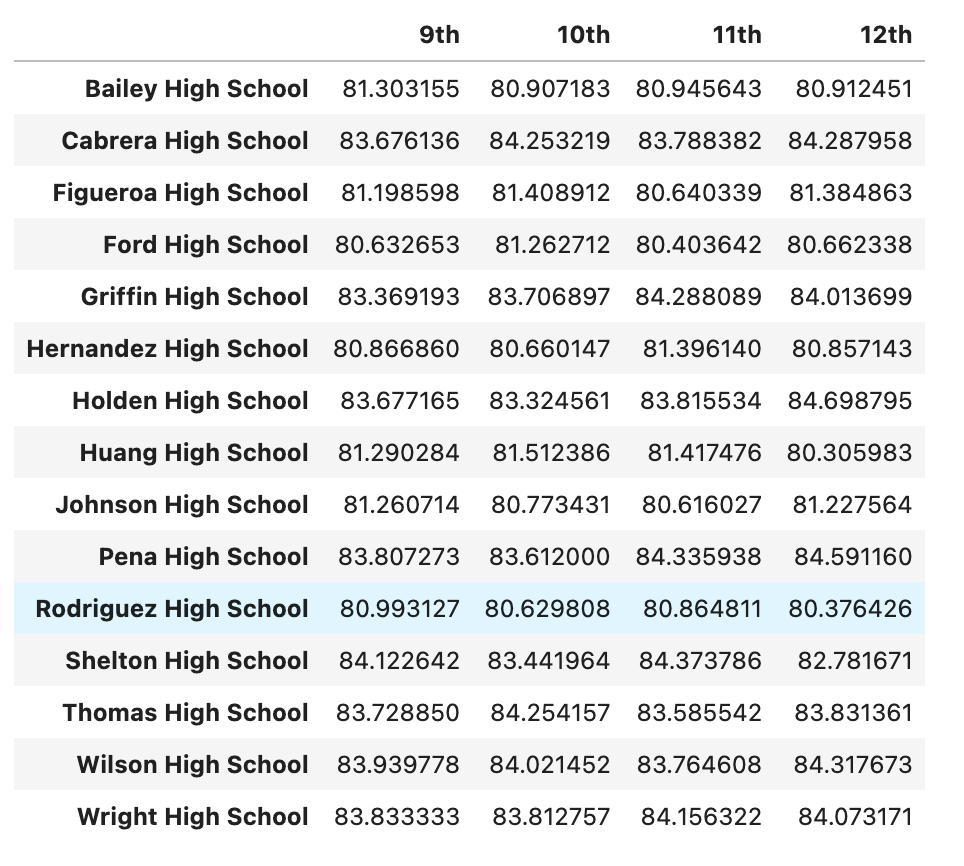 9th 10th 11th 12th
Bailey High School 81.303155 80.907183 80.945643 80.912451
Cabrera High School 83.676136 84.253219 83.788382 84.287958
Figueroa High School 81.198598 81.408912 80.640339 81.384863
Ford High School 80.632653 81.262712 80.403642 80.662338
Griffin High School 83.369193 83.706897 84.288089 84.013699
Hernandez High School 80.866860 80.660147 81.396140 80.857143
Holden High School 83.677165 83.324561 83.815534 84.698795
Huang High School 81.290284 81.512386 81.417476 80.305983
Johnson High School 81.260714 80.773431 80.616027 81.227564
Pena High School 83.807273 83.612000 84.335938 84.591160
Rodriguez High School 80.993127 80.629808 80.864811 80.376426
Shelton High School 84.122642 83.441964 84.373786 82.781671
Thomas High School 83.728850 84.254157 83.585542 83.831361
Wilson High School 83.939778 84.021452 83.764608 84.317673
Wright High School 83.833333 83.812757 84.156322 84.073171